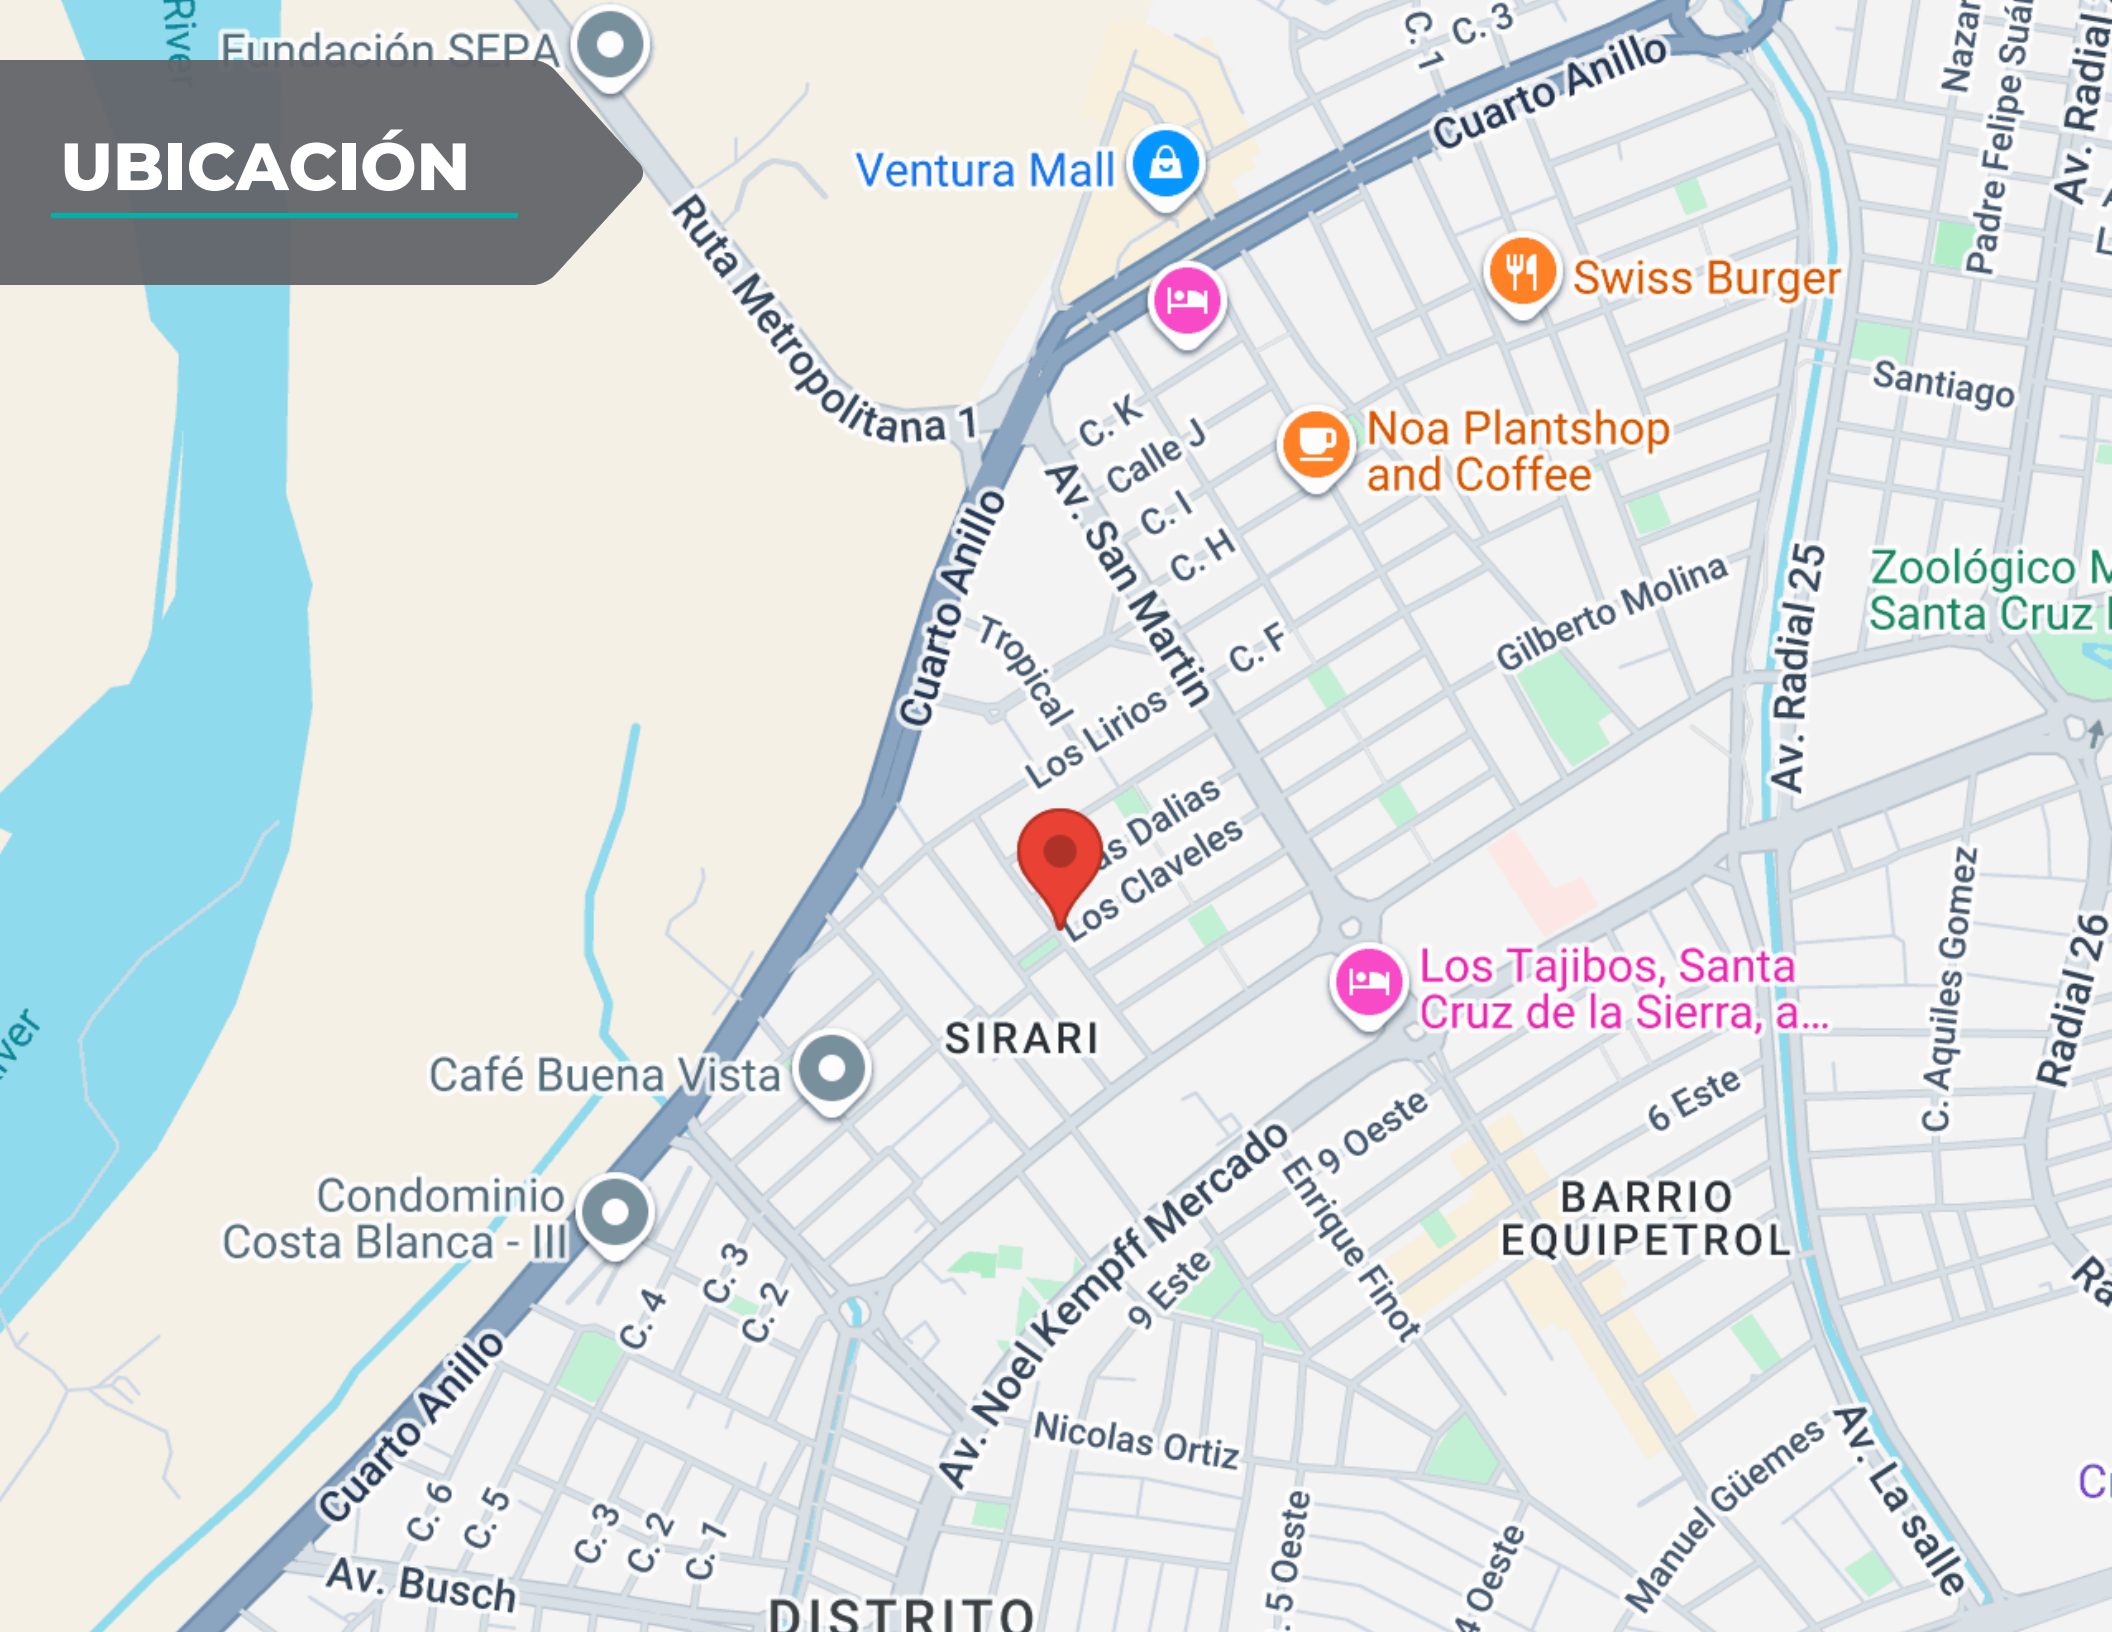 River
Fundación SEPA
UBICACIÓN
C. 1
C. 3
Cuarto Anillo
Padre Felipe Suár
Av. Radial
Ventura Mall
Ruta Metropolitana 1
Swiss Burger
Santiago
C. K
Calle J
C. I
C. H
Noa Plantshop
and Coffee
Av. San Martin
Cuarto Anillo
Gilberto Molina
Av. Radial 25
Zoológico M
Santa Cruz
Tropical
C. F
Los Lirios
as Dalias
Los Claveles
Los Tajibos, Santa
Cruz de la Sierra, a...
C. Aquiles Gomez
Radial 26
SIRARI
Café Buena Vista
6 Este
9 Oeste
Condominio
Costa Blanca - III
BARRIO
EQUIPETROL
Enrique Finot
Av. Noel Kempff Mercado
9 Este
C. 4
C. 3
C. 2
Cuarto Anillo
Nicolas Ortiz
Manuel Güemes
Av. La salle
C. 6
C. 5
C. 3
C. 2
C. 1
5 Oeste
4 Oeste
Av. Busch
DISTRITO